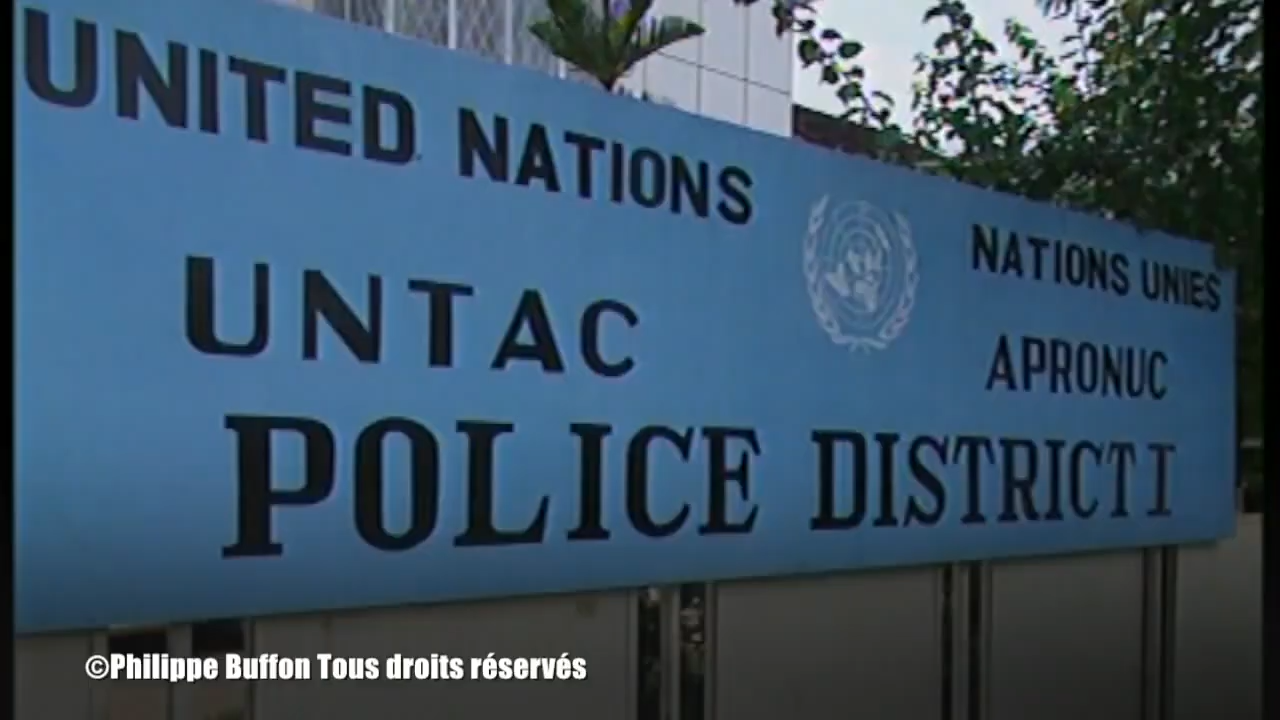 UNITED NATIONS
NATIONS UNIES
UNTAC
APRONUC
POLICE DISTRICT I
©Philippe Buffon Tous droits réservés